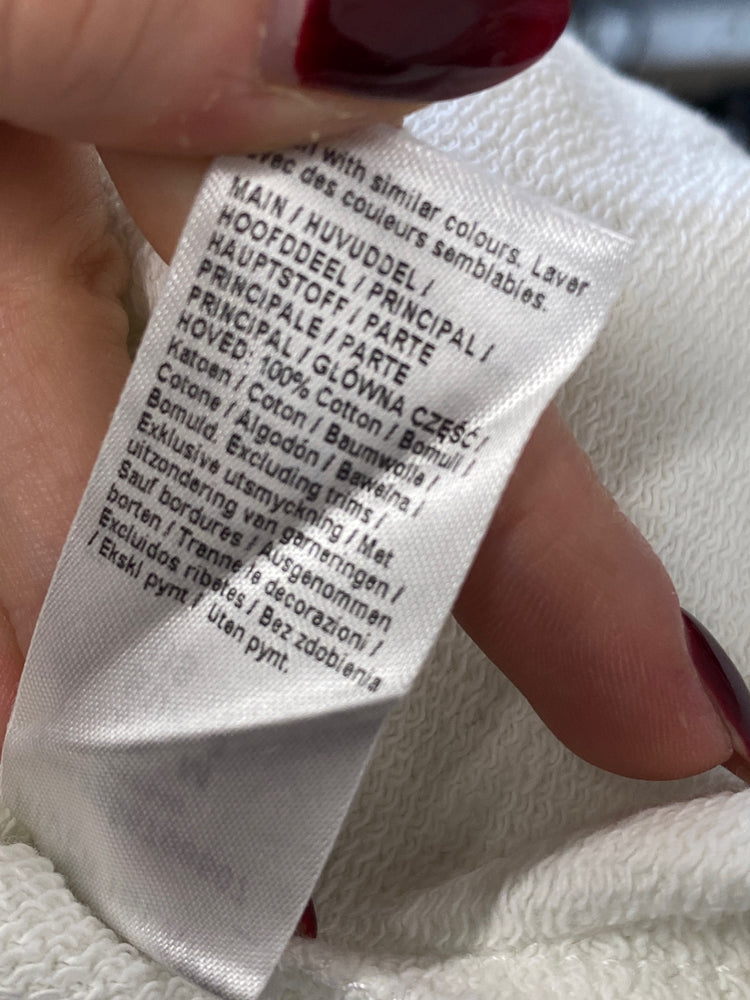 with similar colours. Laver
avec des couleurs semblables.
MAIN / HUVUDDEL /
HOOFDDEEL / PRINCIPAL /
HAUPTSTOFF / PARTE
PRINCIPALE / PARTE
PRINCIPAL / GŁÓWNA CZĘŚĆ /
HOVED: 100% Cotton / Bomull /
Katoen / Coton / Baumwolle /
Cotone / Algodón / Bawełna /
Bomuld. Excluding trims /
Exklusive utsmyckning / Met
uitzondering van garneringen /
Sauf bordures / Ausgenommen
borten / Tranne le decorazioni /
Excluidos ribetes / Bez zdobienia
/ Ekskl pynt / Uten pynt.